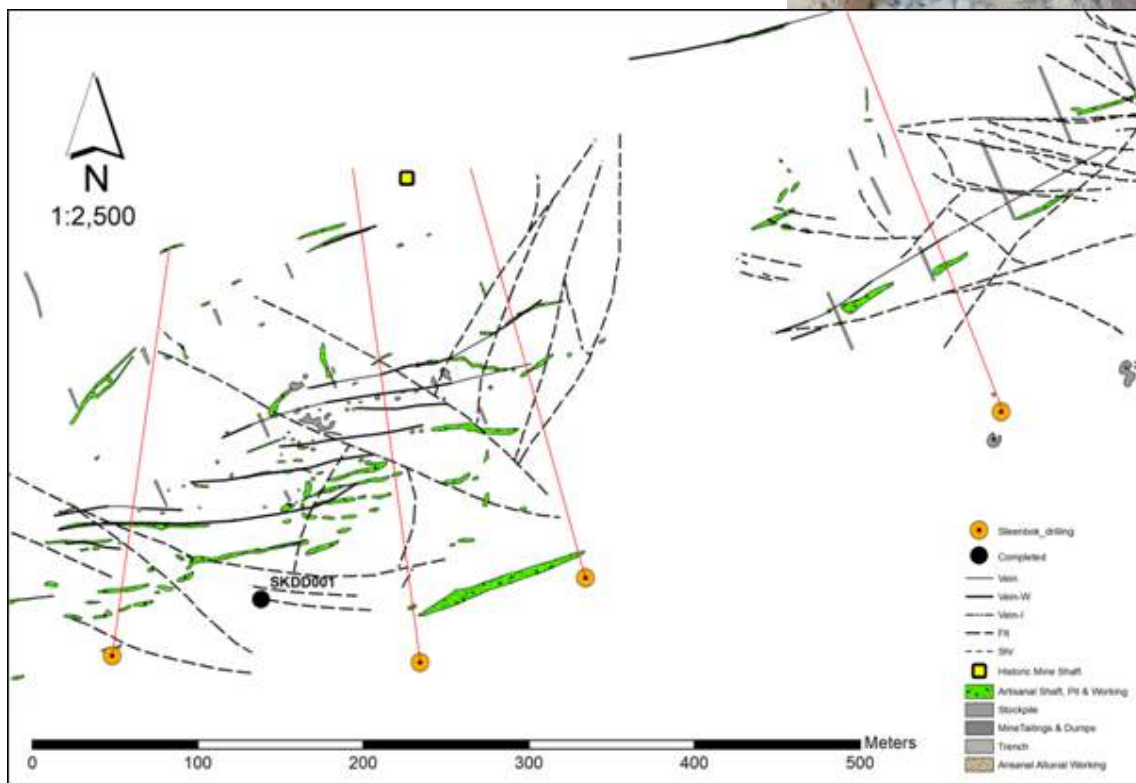 N
1:2,500
SKDD001
Steenbok_drilling
Completed
Vein
Vein-W
Vein-I
Flt
Shr
Historic Mine Shaft
Artisanal Shaft, Pit & Working
Stockpile
MineTailings & Dumps
Trench
Artisanal Alluvial Working
Meters
0 100 200 300 400 500